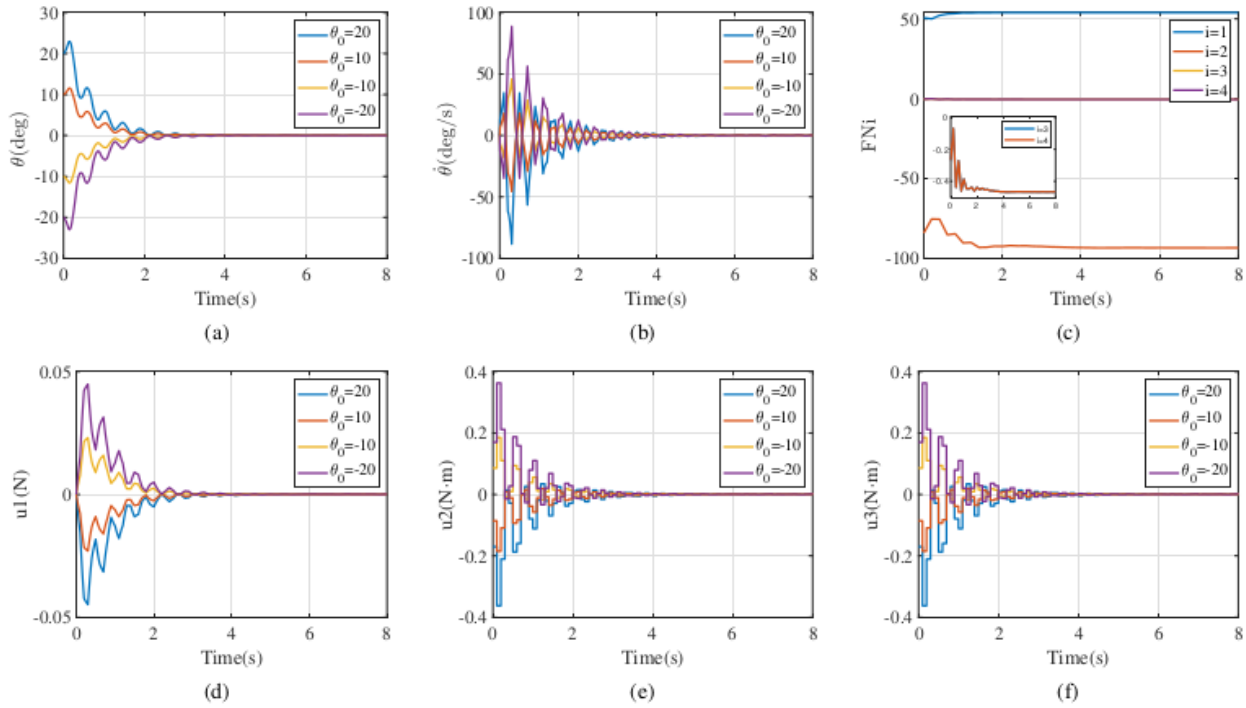 30
20
10
0
-10
-20
-30
θ(deg)
0 2 4 6 8
Time(s)
θ₀=20
θ₀=10
θ₀=-10
θ₀=-20
(a)
100
50
0
-50
-100
θ̇(deg/s)
0 2 4 6 8
Time(s)
θ₀=20
θ₀=10
θ₀=-10
θ₀=-20
(b)
50
0
-50
-100
FNi
0 2 4 6 8
Time(s)
i=1
i=2
i=3
i=4
0
-0.2
-0.4
0 2 4 6 8
i=3
i=4
(c)
0.05
0
-0.05
u1(N)
0 2 4 6 8
Time(s)
θ₀=20
θ₀=10
θ₀=-10
θ₀=-20
(d)
0.4
0.2
0
-0.2
-0.4
u2(N·m)
0 2 4 6 8
Time(s)
θ₀=20
θ₀=10
θ₀=-10
θ₀=-20
(e)
0.4
0.2
0
-0.2
-0.4
u3(N·m)
0 2 4 6 8
Time(s)
θ₀=20
θ₀=10
θ₀=-10
θ₀=-20
(f)